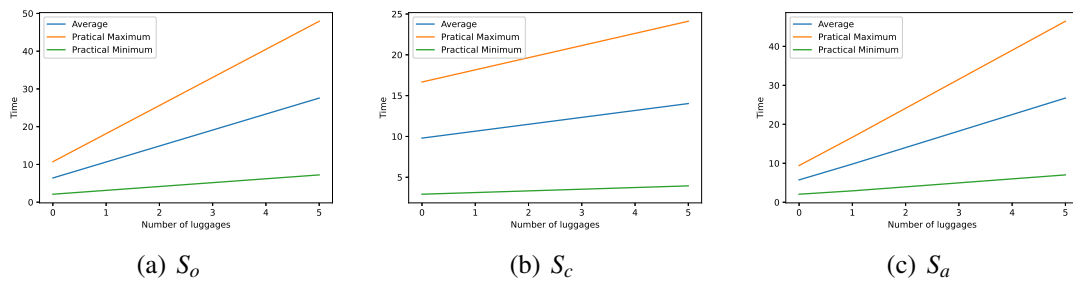 50
40
30
20
10
0
Time
Average
Pratical Maximum
Practical Minimum
0 1 2 3 4 5
Number of luggages
(a) S_o
25
20
15
10
5
Time
Average
Pratical Maximum
Practical Minimum
0 1 2 3 4 5
Number of luggages
(b) S_c
40
30
20
10
0
Time
Average
Pratical Maximum
Practical Minimum
0 1 2 3 4 5
Number of luggages
(c) S_a